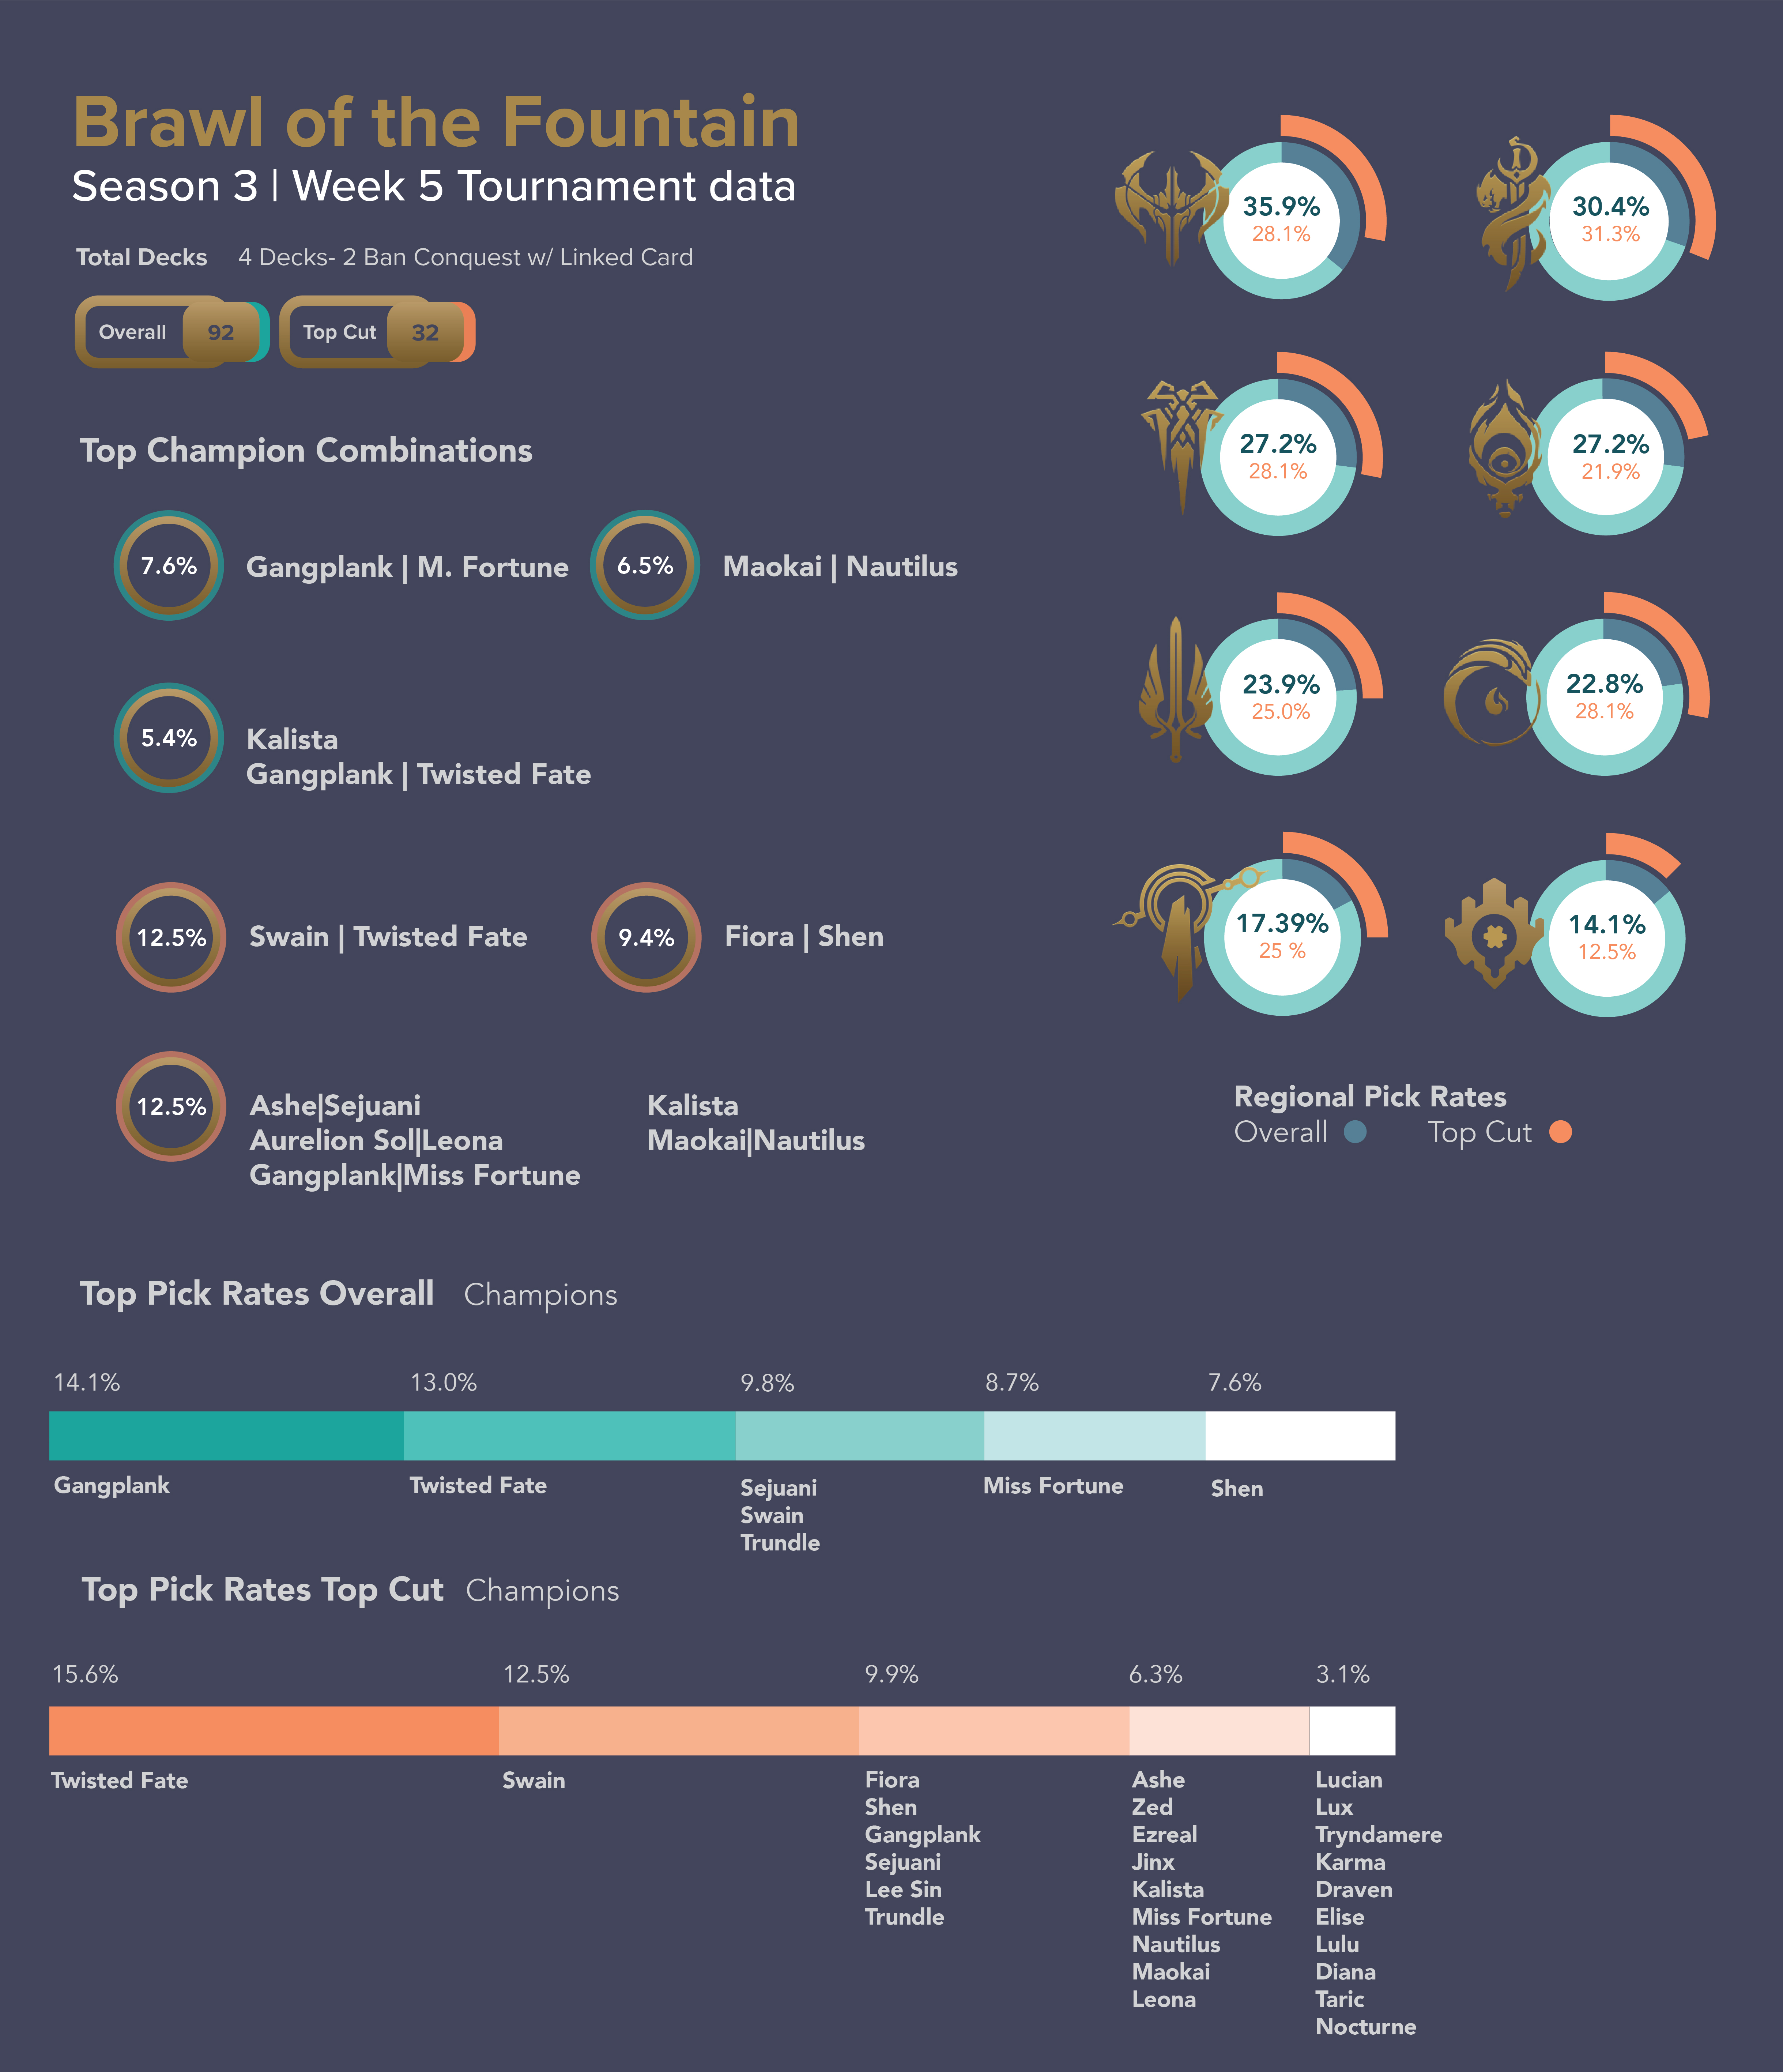 Brawl of the Fountain
Season 3 | Week 5 Tournament data
Total Decks 4 Decks- 2 Ban Conquest w/ Linked Card
Overall 92 Top Cut 32
Top Champion Combinations
7.6% Gangplank | M. Fortune 6.5% Maokai | Nautilus
5.4% Kalista
Gangplank | Twisted Fate
12.5% Swain | Twisted Fate 9.4% Fiora | Shen
12.5% Ashe|Sejuani Kalista
Aurelion Sol|Leona Maokai|Nautilus
Gangplank|Miss Fortune
35.9% 30.4%
28.1% 31.3%
27.2% 27.2%
28.1% 21.9%
23.9% 22.8%
25.0% 28.1%
17.39% 14.1%
25 % 12.5%
Regional Pick Rates
Overall Top Cut
Top Pick Rates Overall Champions
14.1% 13.0% 9.8% 8.7% 7.6%
Gangplank Twisted Fate Sejuani Miss Fortune Shen
Swain
Trundle
Top Pick Rates Top Cut Champions
15.6% 12.5% 9.9% 6.3% 3.1%
Twisted Fate Swain Fiora Ashe Lucian
Shen Zed Lux
Gangplank Ezreal Tryndamere
Sejuani Jinx Karma
Lee Sin Kalista Draven
Trundle Miss Fortune Elise
Nautilus Lulu
Maokai Diana
Leona Taric
Nocturne